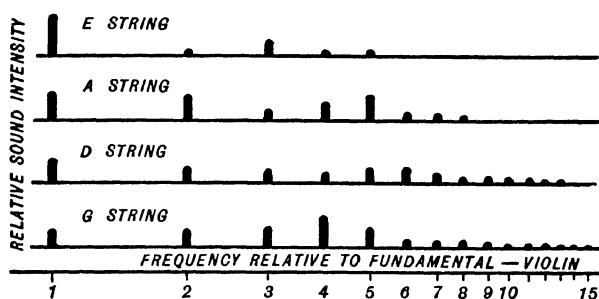 RELATIVE SOUND INTENSITY
E STRING
A STRING
D STRING
G STRING
FREQUENCY RELATIVE TO FUNDAMENTAL — VIOLIN
1 2 3 4 5 6 7 8 9 10 15